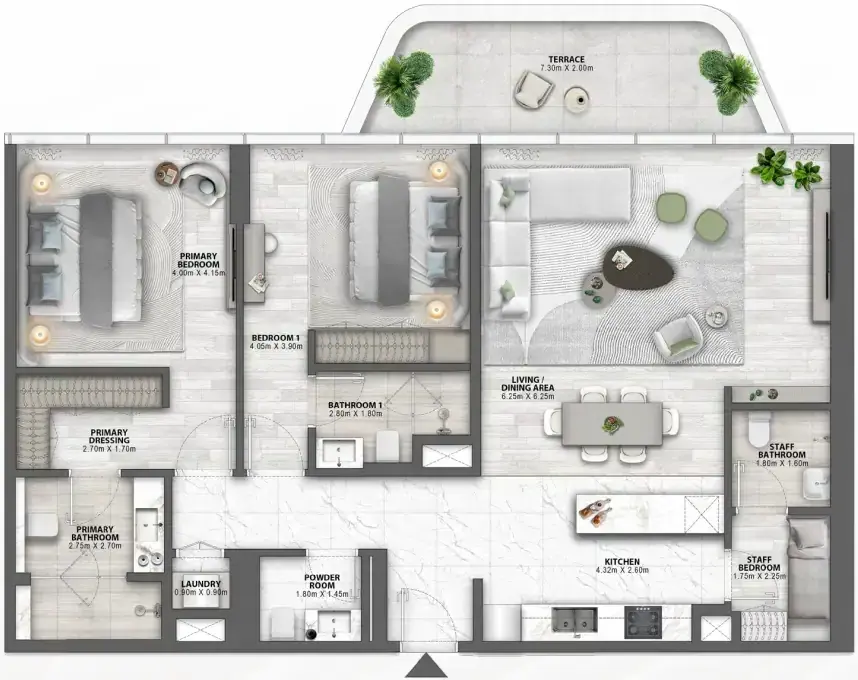 TERRACE
7.30m X 2.00m
PRIMARY
BEDROOM
4.00m X 4.15m
BEDROOM 1
4.05m X 3.90m
LIVING /
DINING AREA
6.25m X 6.25m
BATHROOM 1
2.80m X 1.80m
PRIMARY
DRESSING
2.70m X 1.70m
STAFF
BATHROOM
1.80m X 1.60m
PRIMARY
BATHROOM
2.75m X 2.70m
KITCHEN
4.32m X 2.60m
STAFF
BEDROOM
1.75m X 2.25m
LAUNDRY
0.90m X 0.90m
POWDER
ROOM
1.80m X 1.45m